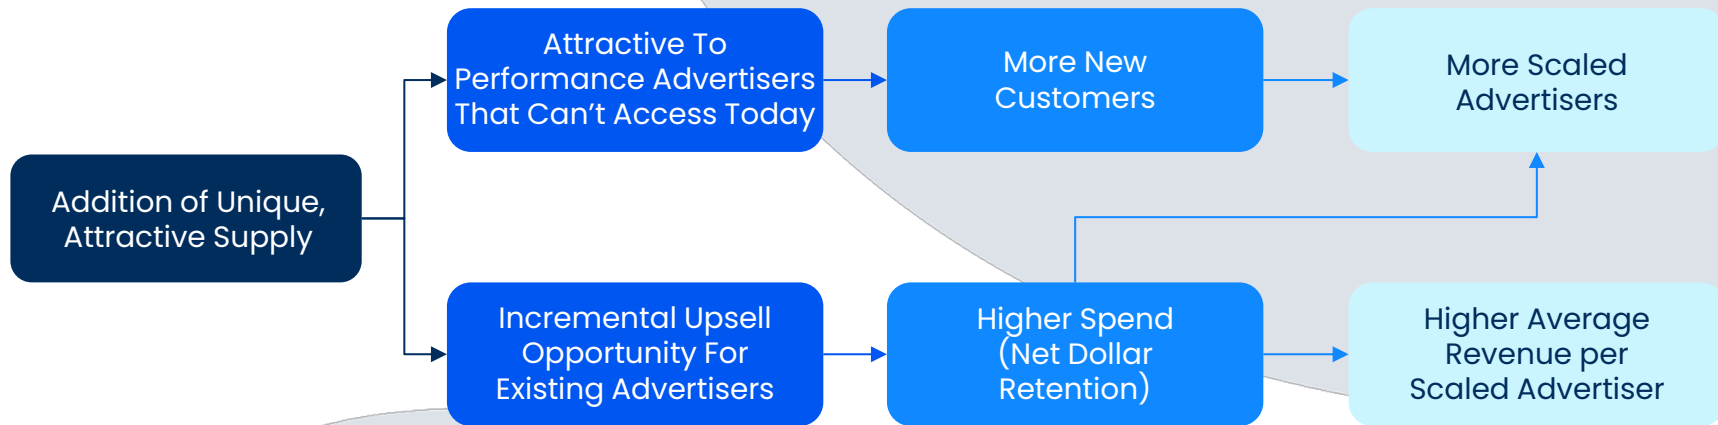 Attractive To
Performance Advertisers
That Can’t Access Today
More New
Customers
More Scaled
Advertisers
Addition of Unique,
Attractive Supply
Incremental Upsell
Opportunity For
Existing Advertisers
Higher Spend
(Net Dollar
Retention)
Higher Average
Revenue per
Scaled Advertiser